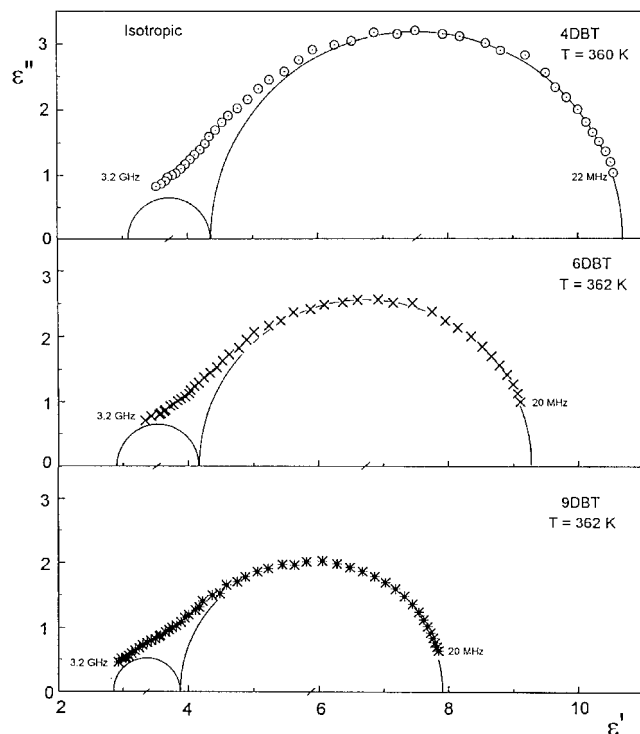 Isotropic
4DBT
T = 360 K
ε''
3
2
1
0
3.2 GHz
22 MHz
6DBT
T = 362 K
3
2
1
0
3.2 GHz
20 MHz
9DBT
T = 362 K
3
2
1
0
3.2 GHz
20 MHz
2
4
6
8
10
ε'